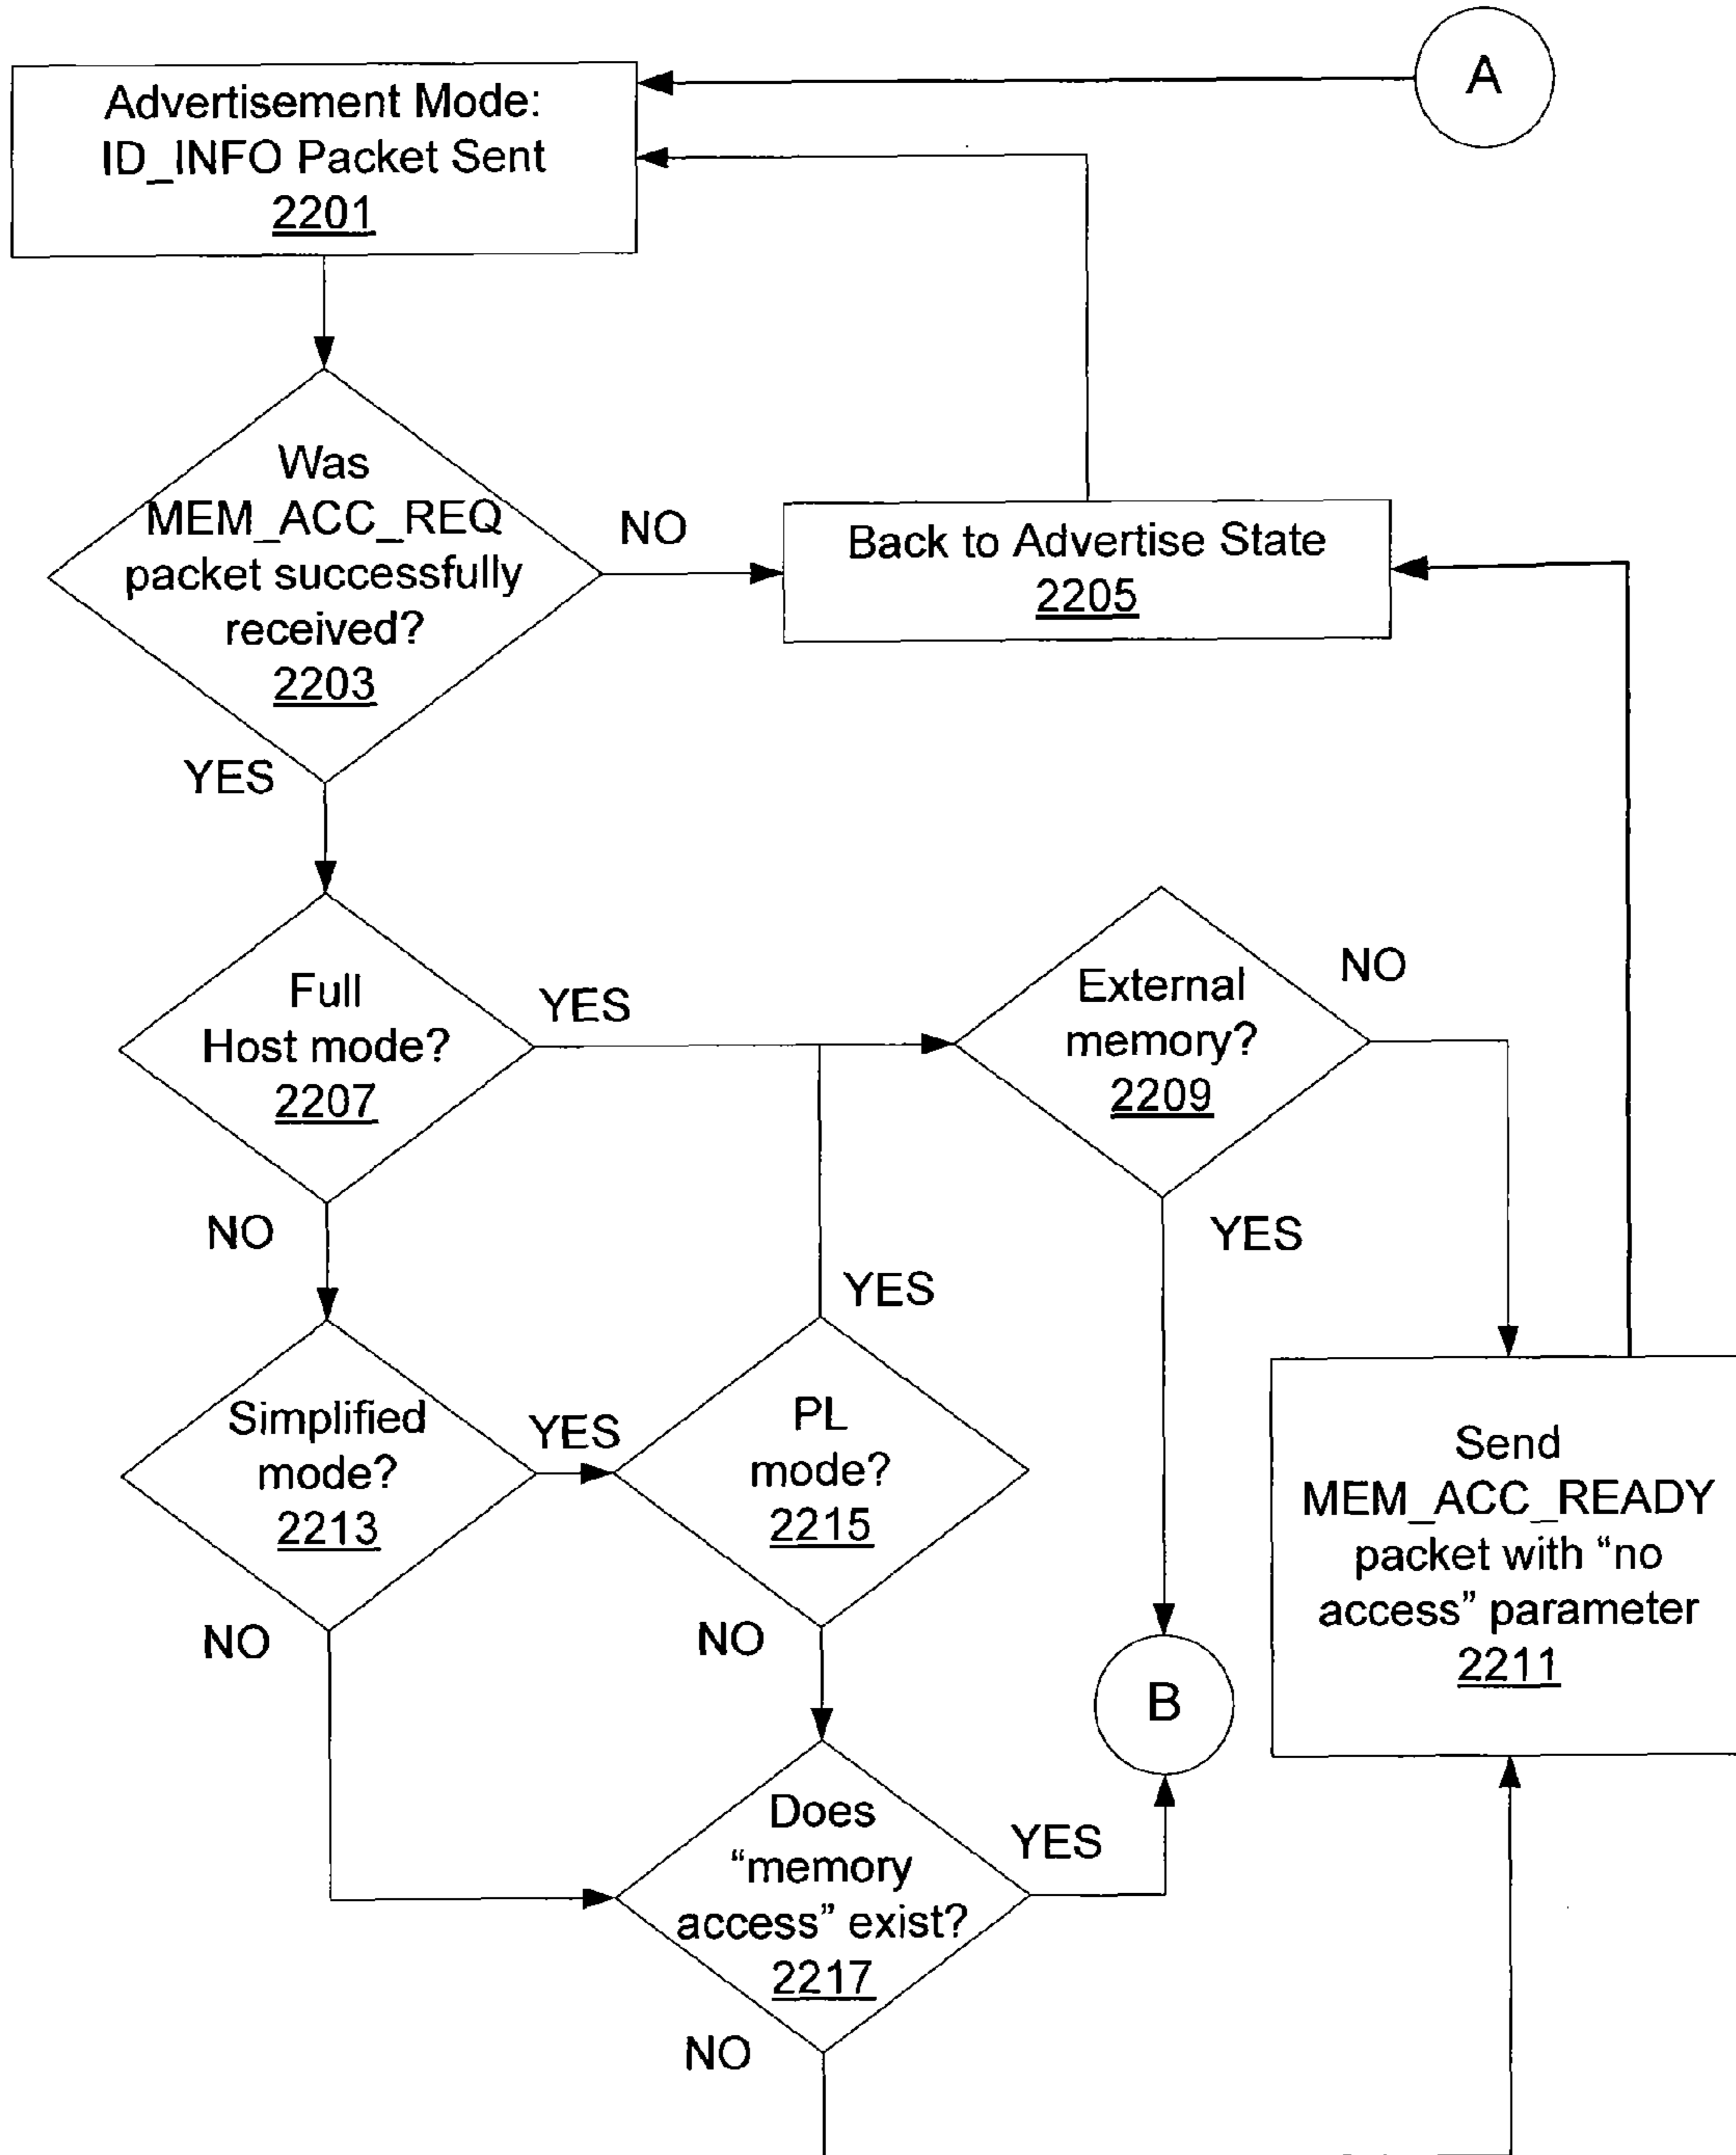 A
Advertisement Mode:
ID_INFO Packet Sent
2201
Was
MEM_ACC_REQ
packet successfully
received?
2203
NO
Back to Advertise State
2205
YES
Full
Host mode?
2207
YES
External
memory?
2209
NO
NO
YES
YES
Simplified
mode?
2213
YES
PL
mode?
2215
Send
MEM_ACC_READY
packet with “no
access” parameter
2211
NO
NO
B
Does
“memory
access” exist?
2217
YES
NO